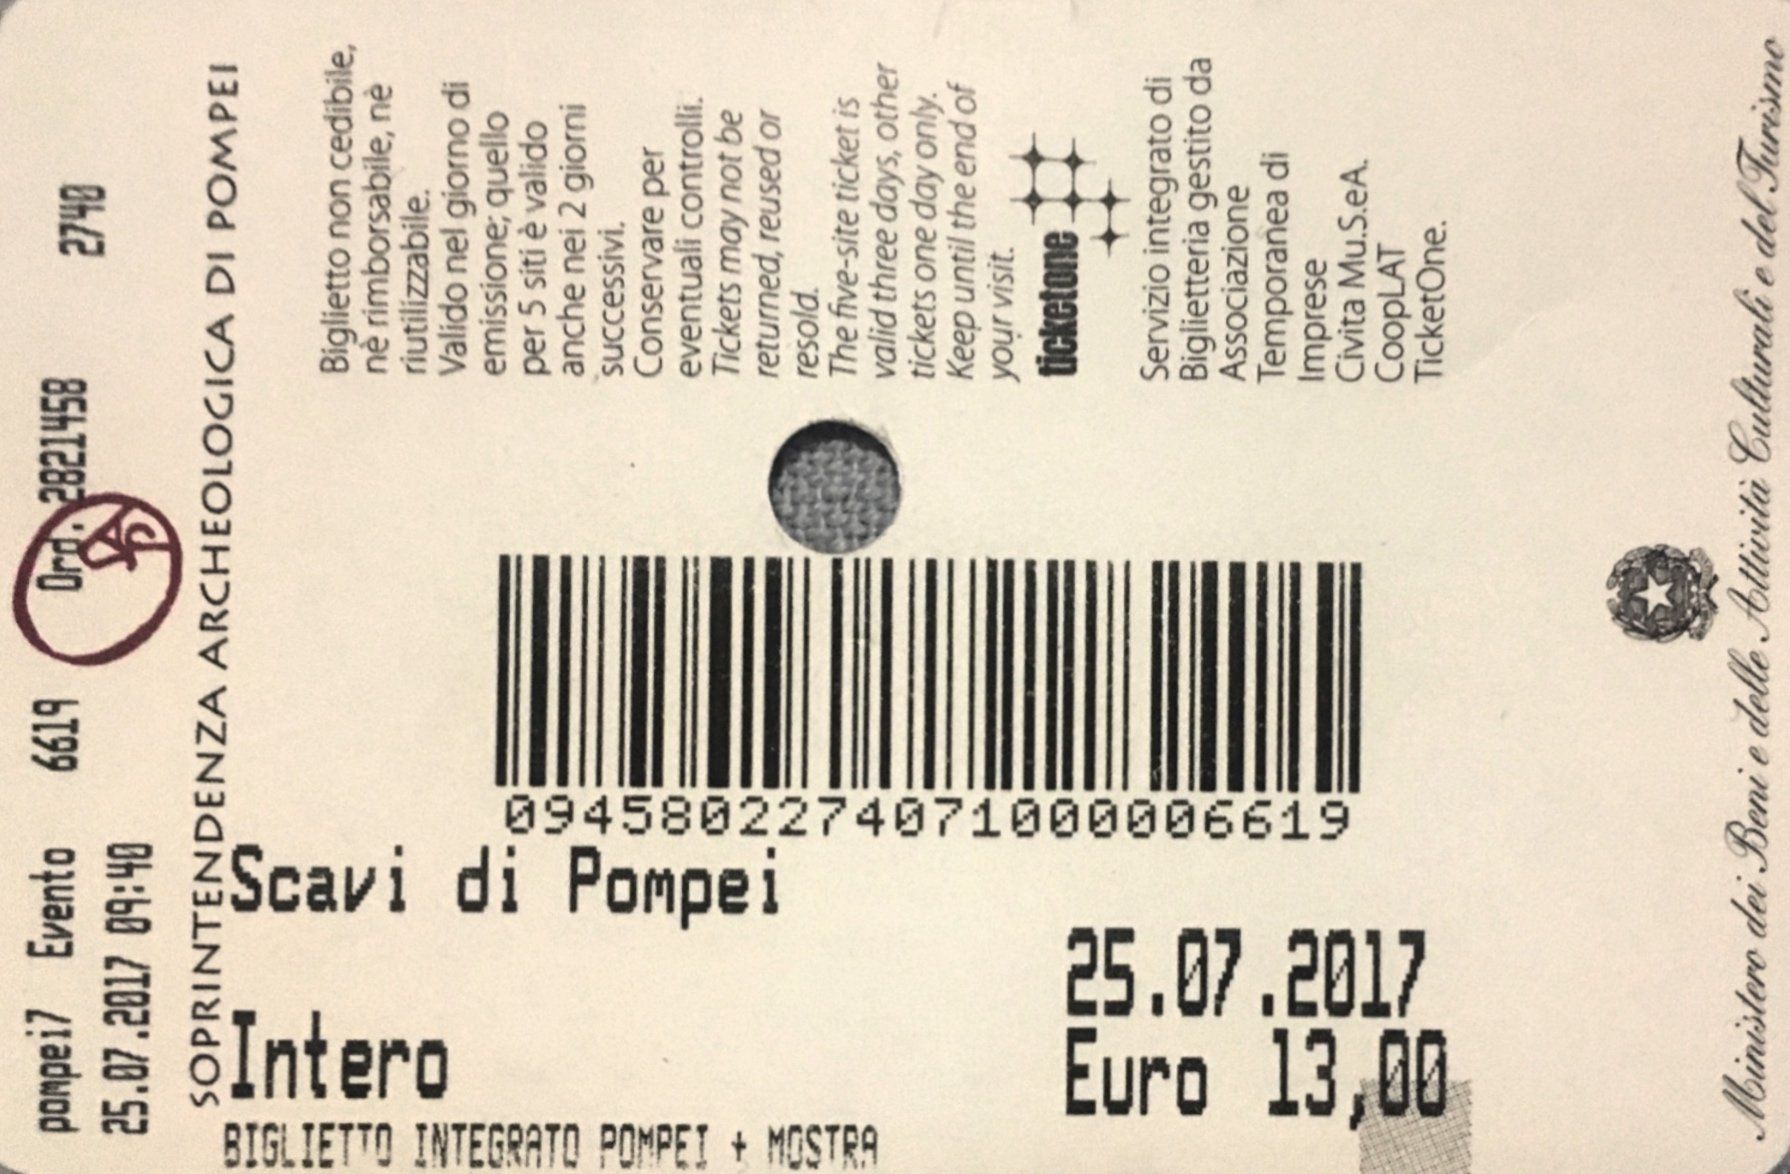 pompei7 Evento 6619 Ord. 2821458 2740
25.07.2017 09:40
SOPRINTENDENZA ARCHEOLOGICA DI POMPEI
Biglietto non cedibile,
nè rimborsabile, nè
riutilizzabile.
Valido nel giorno di
emissione; quello
per 5 siti è valido
anche nei 2 giorni
successivi.
Conservare per
eventuali controlli.
Tickets may not be
returned, reused or
resold.
The five-site ticket is
valid three days, other
tickets one day only.
Keep until the end of
your visit.
ticketone
Servizio integrato di
Biglietteria gestito da
Associazione
Temporanea di
Imprese
Civita Mu.S.eA.
CoopLAT
TicketOne.
0945802274071000006619
Scavi di Pompei
25.07.2017
Intero
Euro 13,00
BIGLIETTO INTEGRATO POMPEI + MOSTRA
Ministero dei Beni e delle Attività Culturali e del Turismo